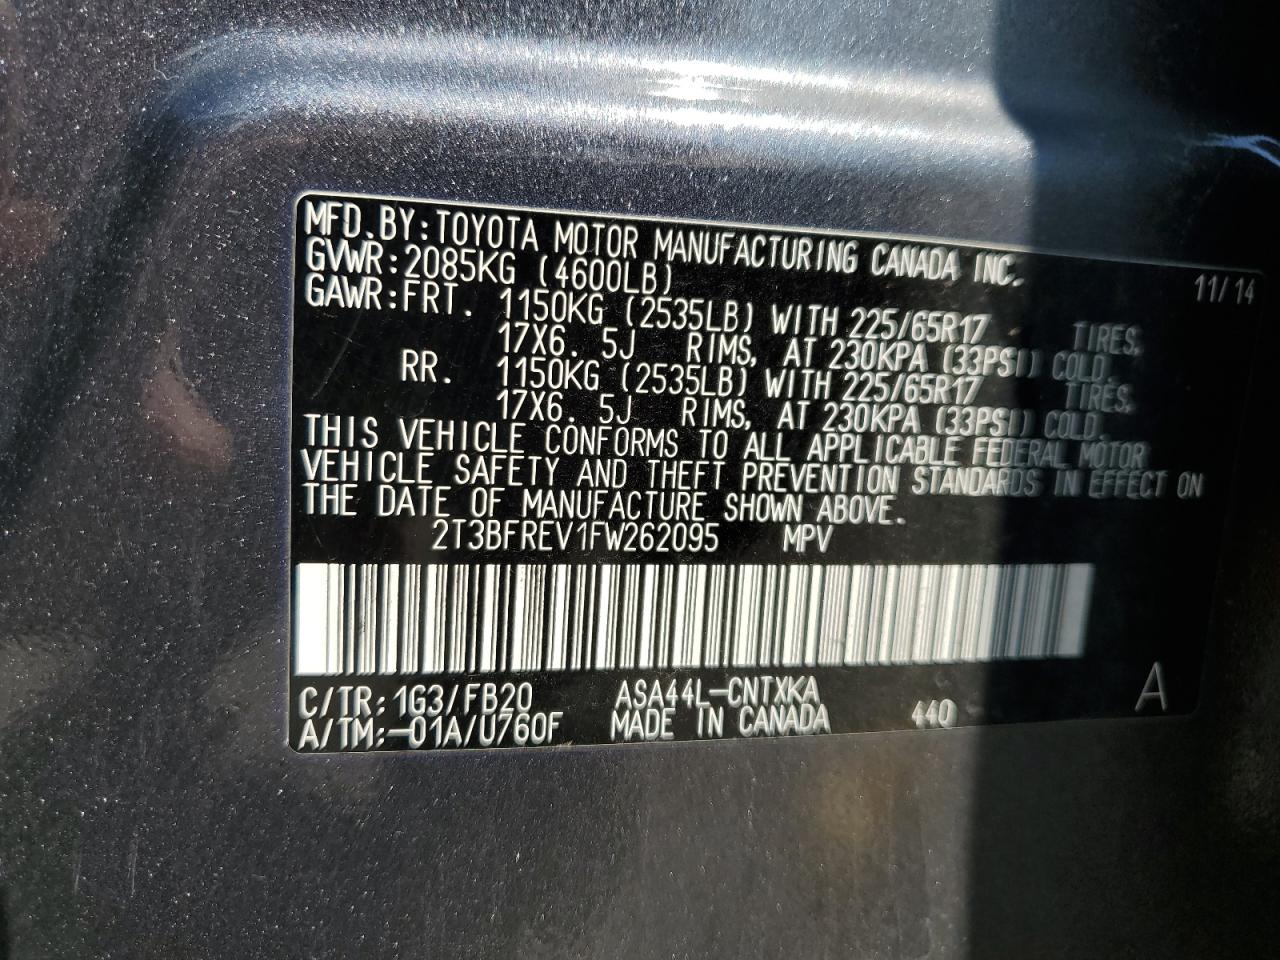 MFD.BY:TOYOTA MOTOR MANUFACTURING CANADA INC.
GVWR:2085KG (4600LB) 11/14
GAWR:FRT. 1150KG (2535LB) WITH 225/65R17 TIRES,
17X6. 5J RIMS, AT 230KPA (33PSI) COLD.
RR. 1150KG (2535LB) WITH 225/65R17 TIRES,
17X6. 5J RIMS, AT 230KPA (33PSI) COLD.
THIS VEHICLE CONFORMS TO ALL APPLICABLE FEDERAL MOTOR
VEHICLE SAFETY AND THEFT PREVENTION STANDARDS IN EFFECT ON
THE DATE OF MANUFACTURE SHOWN ABOVE.
2T3BFREV1FW262095 MPV
C/TR:1G3/FB20 ASA44L-CNTXKA A
A/TM:-01A/U760F MADE IN CANADA 440